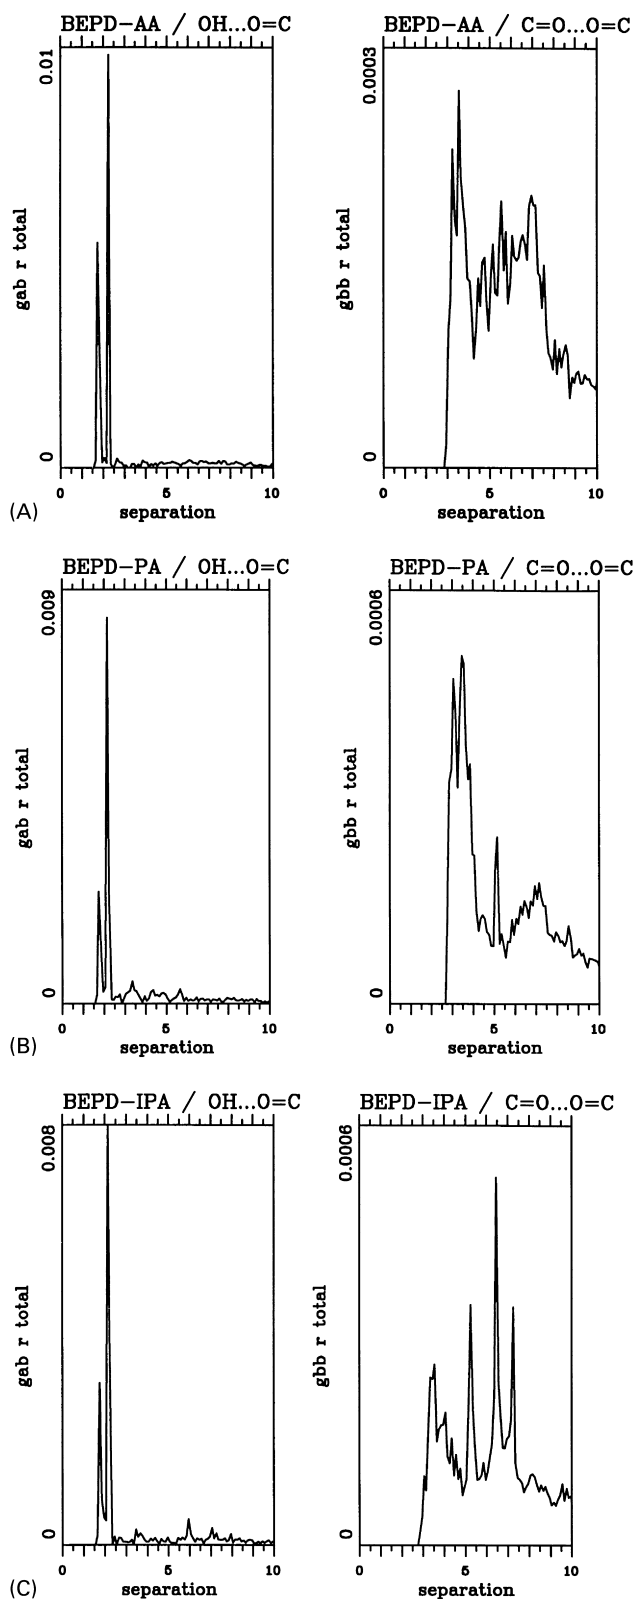 BEPD-AA / OH...O=C
0.01
gab r total
0
0 5 10
separation
BEPD-AA / C=O...O=C
0.0003
gbb r total
0
0 5 10
seaparation
(A)
BEPD-PA / OH...O=C
0.009
gab r total
0
0 5 10
separation
BEPD-PA / C=O...O=C
0.0006
gbb r total
0
0 5 10
separation
(B)
BEPD-IPA / OH...O=C
0.008
gab r total
0
0 5 10
separation
BEPD-IPA / C=O...O=C
0.0006
gbb r total
0
0 5 10
separation
(C)